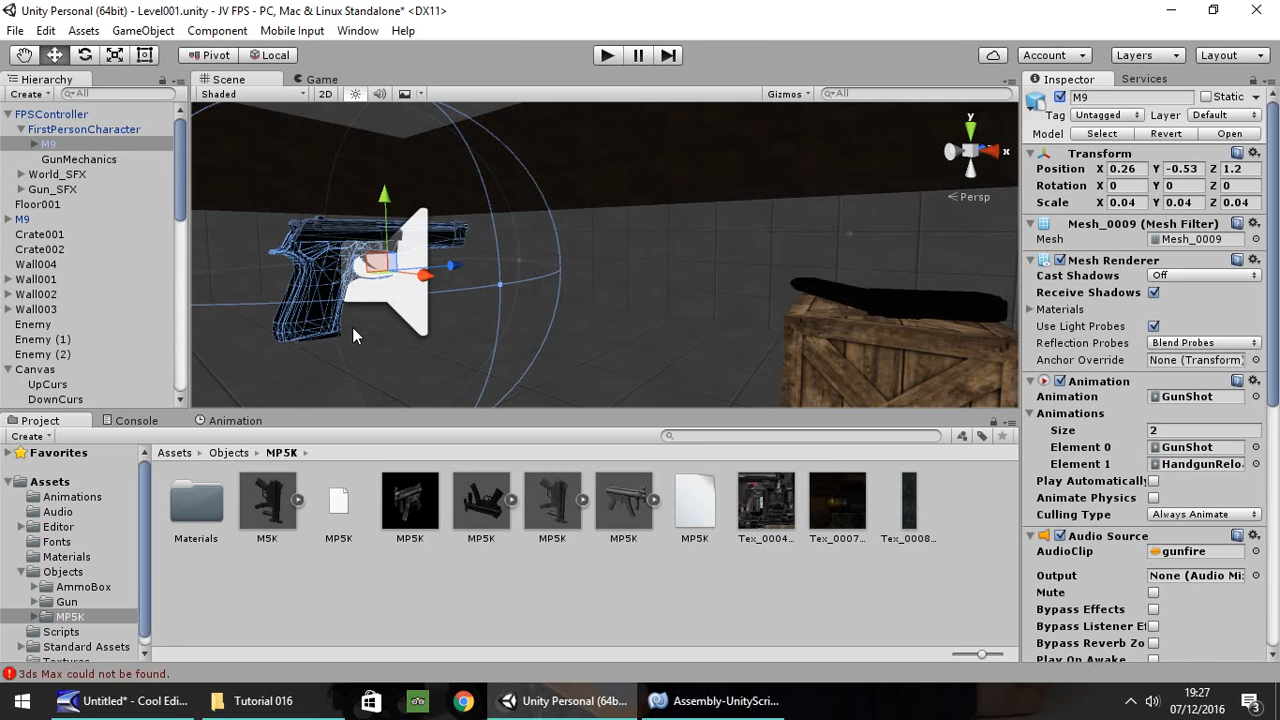 Unity Personal (64bit) - Level001.unity - JV FPS - PC, Mac & Linux Standalone* <DX11>
File Edit Assets GameObject Component Mobile Input Window Help
Pivot Local Account Layers Layout
Hierarchy
Create All
FPSController
FirstPersonCharacter
M9
GunMechanics
World_SFX
Gun_SFX
Floor001
M9
Crate001
Crate002
Wall004
Wall001
Wall002
Wall003
Enemy
Enemy (1)
Enemy (2)
Canvas
UpCurs
DownCurs
Scene Game
Shaded 2D Gizmos All
y
x
Persp
Inspector Services
M9 Static
Tag Untagged Layer Default
Model Select Revert Open
Transform
Position X 0.26 Y -0.53 Z 1.2
Rotation X 0 Y 0 Z 0
Scale X 0.04 Y 0.04 Z 0.04
Mesh_0009 (Mesh Filter)
Mesh Mesh_0009
Mesh Renderer
Cast Shadows Off
Receive Shadows
Materials
Use Light Probes
Reflection Probes Blend Probes
Anchor Override None (Transform)
Animation
Animation GunShot
Animations
Size 2
Element 0 GunShot
Element 1 HandgunRelo
Play Automatically
Animate Physics
Culling Type Always Animate
Audio Source
AudioClip gunfire
Output None (Audio Mi:
Mute
Bypass Effects
Bypass Listener Ef
Bypass Reverb Zo
Play On Awake
Project Console Animation
Create
Favorites
Assets
Animations
Audio
Editor
Fonts
Materials
Objects
AmmoBox
Gun
MP5K
Scripts
Standard Assets
Textures
Assets Objects MP5K
Materials M5K MP5K MP5K MP5K MP5K MP5K MP5K Tex_0004... Tex_0007... Tex_0008...
3ds Max could not be found.
Untitled* - Cool Edi... Tutorial 016 Unity Personal (64b... Assembly-UnityScri...
19:27
07/12/2016
3